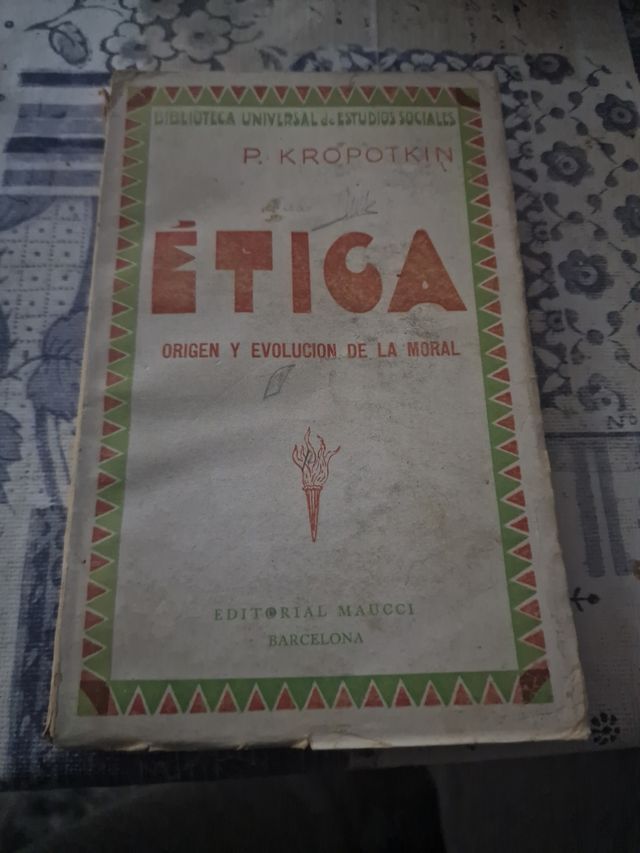 BIBLIOTECA UNIVERSAL de ESTUDIOS SOCIALES
P. KROPOTKIN
ÉTICA
ORIGEN Y EVOLUCION DE LA MORAL
EDITORIAL MAUCCI
BARCELONA